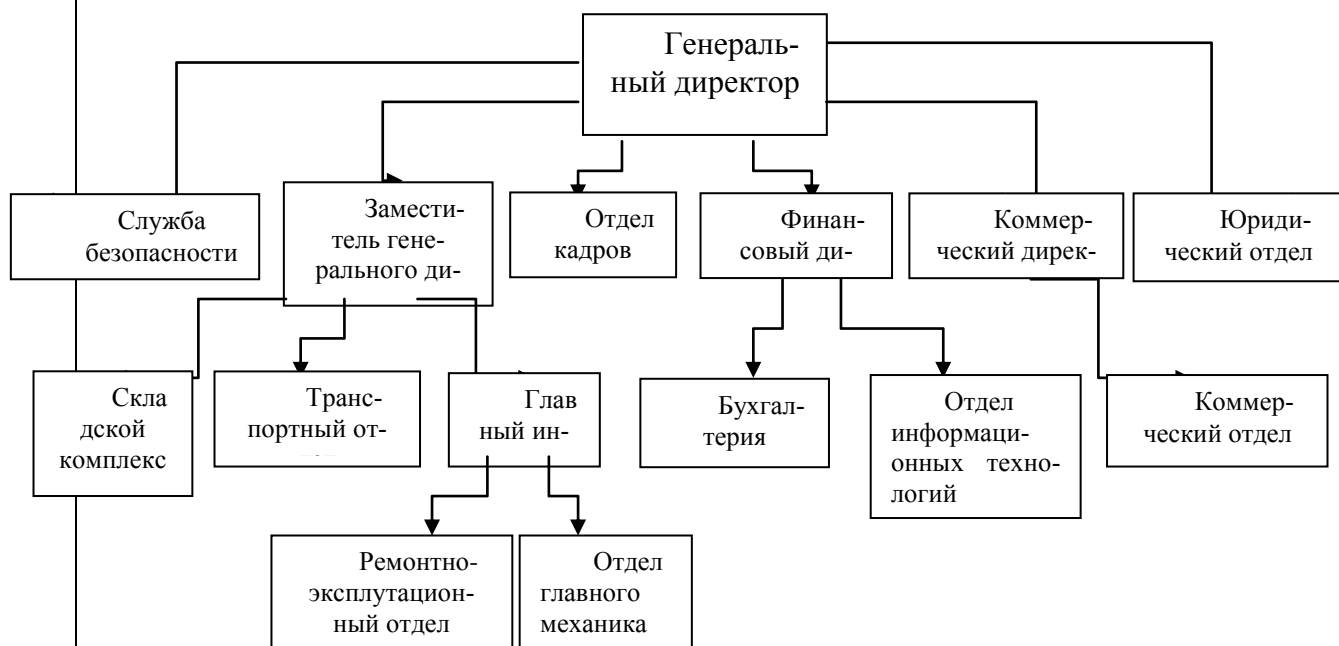 Генераль-
ный директор
Служба
безопасности
Замести-
тель гене-
рального ди-
Отдел
кадров
Финан-
совый ди-
Коммер-
ческий дирек-
Юриди-
ческий отдел
Скла
дской
комплекс
Транс-
портный от-
Глав
ный ин-
Бухгал-
терия
Отдел
информаци-
онных техно-
логий
Коммер-
ческий отдел
Ремонтно-
эксплутацион-
ный отдел
Отдел
главного
механика